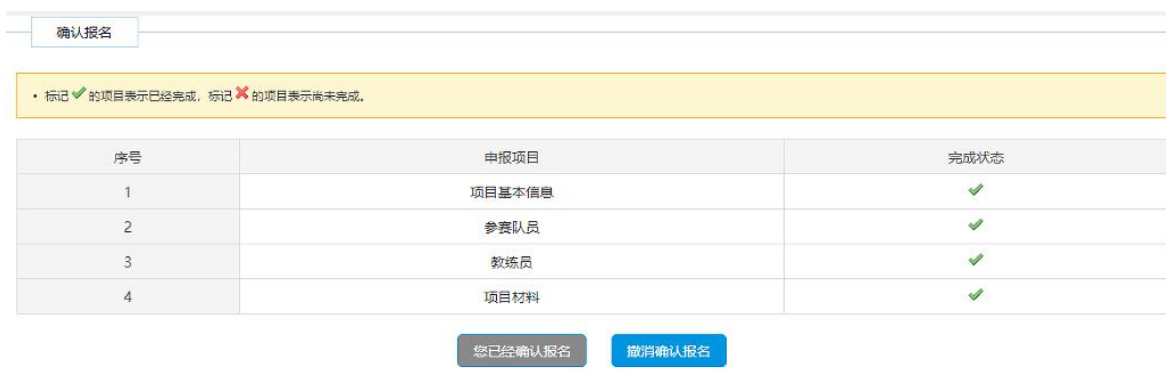 确认报名
• 标记的项目表示已经完成，标记的项目表示尚未完成。
序号 申报项目 完成状态
1 项目基本信息
2 参赛队员
3 教练员
4 项目材料
您已经确认报名 撤消确认报名